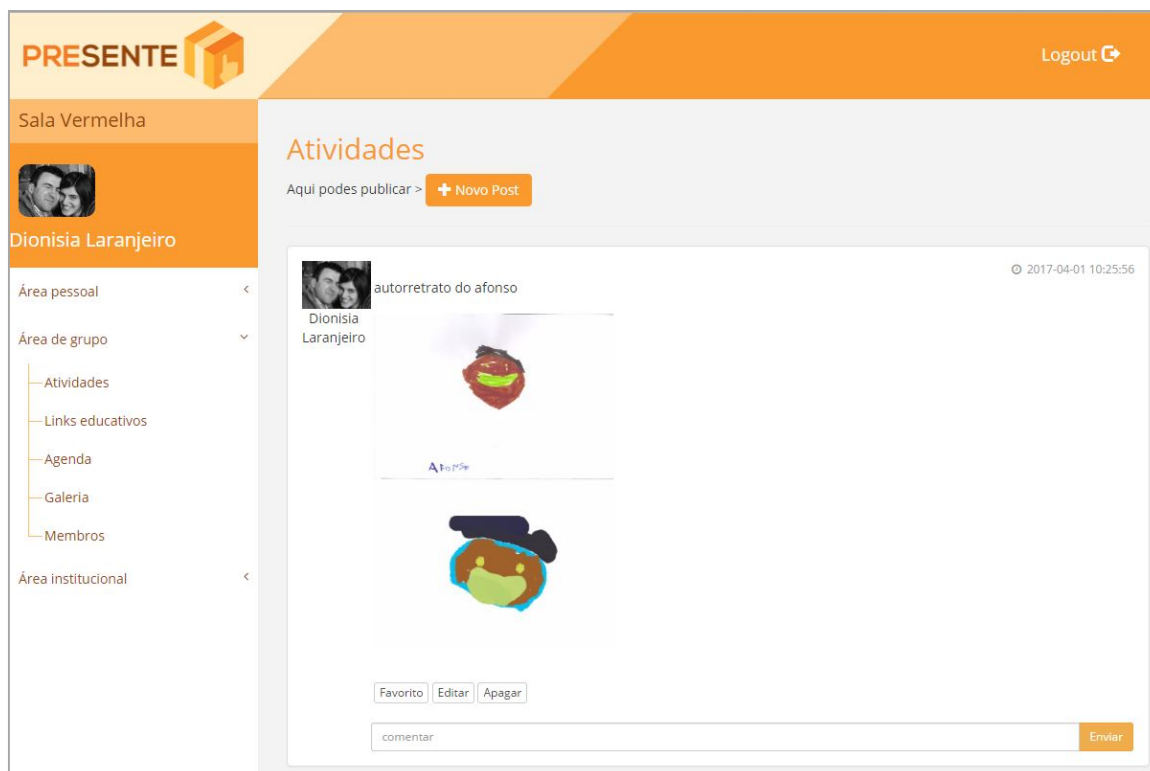 PRESENTE
Logout
Sala Vermelha
Dionisia Laranjeiro
Área pessoal
Área de grupo
Atividades
Links educativos
Agenda
Galeria
Membros
Área institucional
Atividades
Aqui podes publicar > + Novo Post
2017-04-01 10:25:56
autorretrato do afonso
Dionisia
Laranjeiro
AFONSO
Favorito Editar Apagar
comentar
Enviar